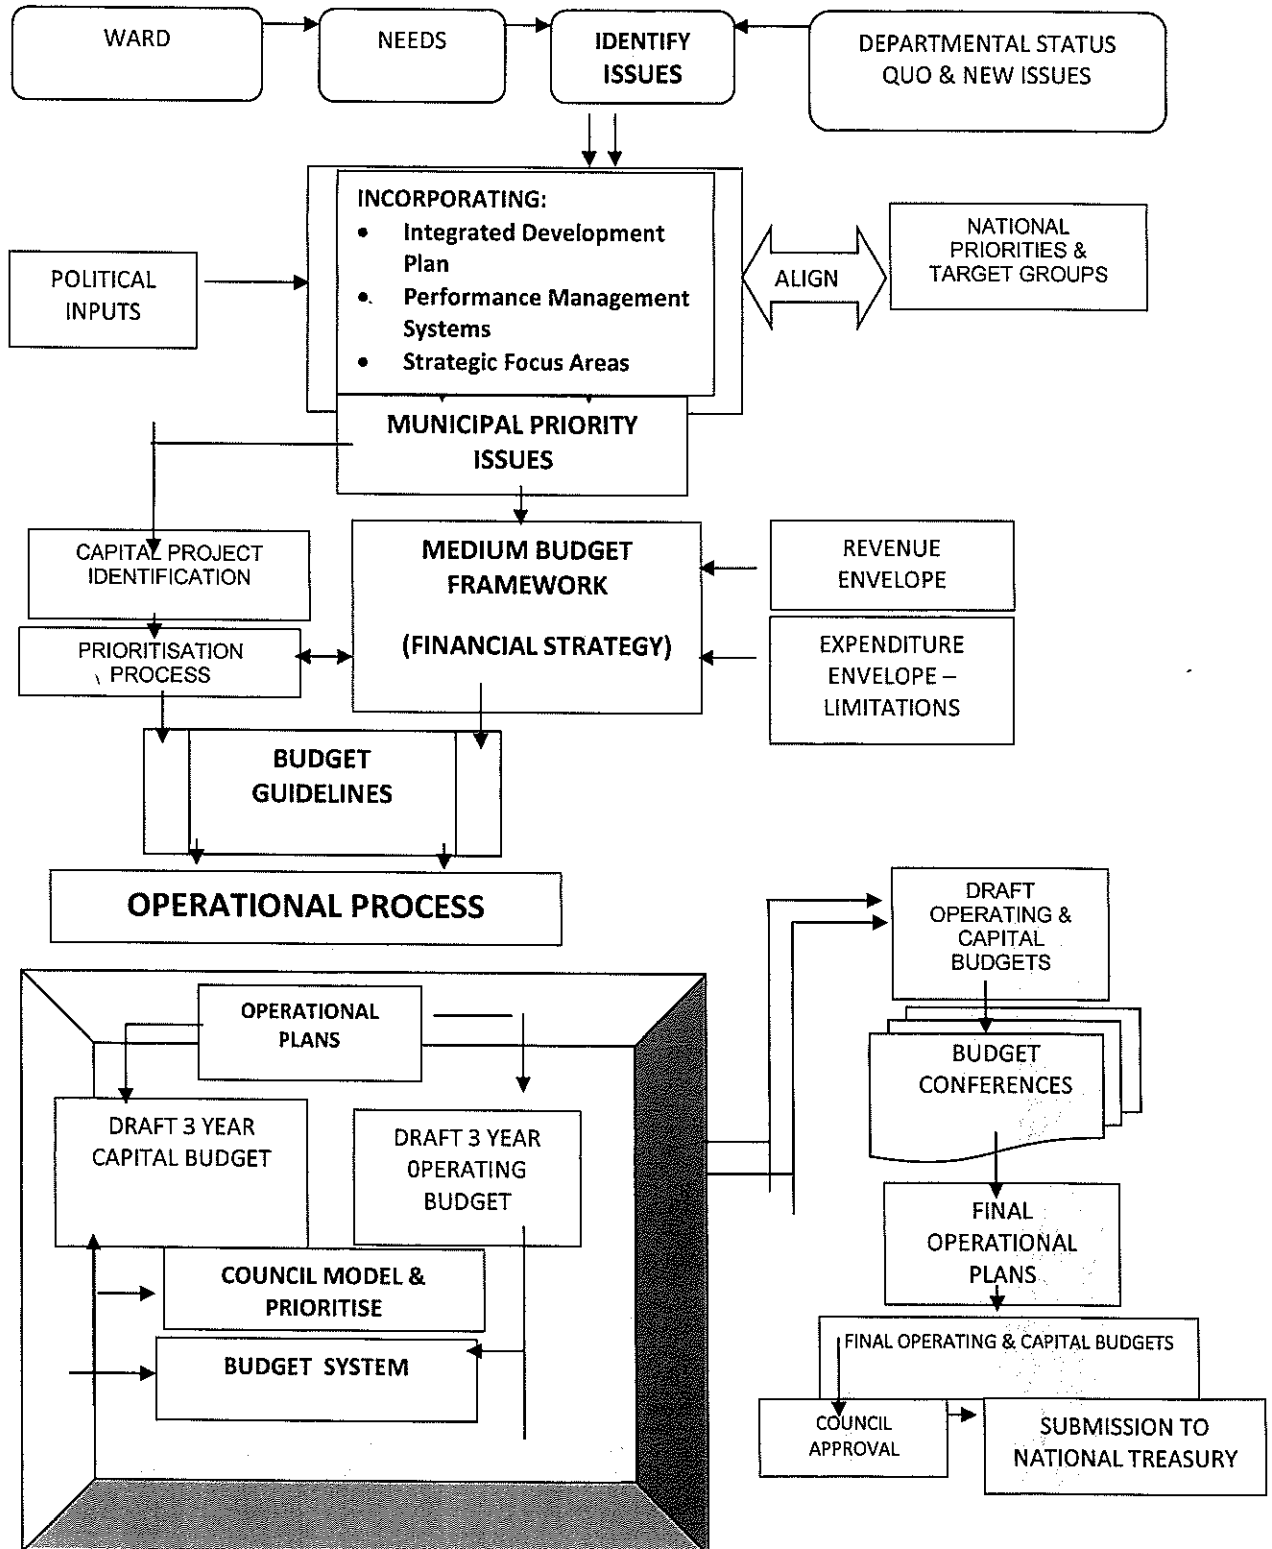 WARD
NEEDS
IDENTIFY
ISSUES
DEPARTMENTAL STATUS
QUO & NEW ISSUES
INCORPORATING:
• Integrated Development
Plan
• Performance Management
Systems
• Strategic Focus Areas
POLITICAL
INPUTS
ALIGN
NATIONAL
PRIORITIES &
TARGET GROUPS
MUNICIPAL PRIORITY
ISSUES
CAPITAL PROJECT
IDENTIFICATION
PRIORITISATION
PROCESS
MEDIUM BUDGET
FRAMEWORK
(FINANCIAL STRATEGY)
REVENUE
ENVELOPE
EXPENDITURE
ENVELOPE –
LIMITATIONS
BUDGET
GUIDELINES
OPERATIONAL PROCESS
OPERATIONAL
PLANS
DRAFT 3 YEAR
CAPITAL BUDGET
DRAFT 3 YEAR
0PERATING
BUDGET
COUNCIL MODEL &
PRIORITISE
BUDGET SYSTEM
DRAFT
OPERATING &
CAPITAL
BUDGETS
BUDGET
CONFERENCES
FINAL
OPERATIONAL
PLANS
FINAL OPERATING & CAPITAL BUDGETS
COUNCIL
APPROVAL
SUBMISSION TO
NATIONAL TREASURY